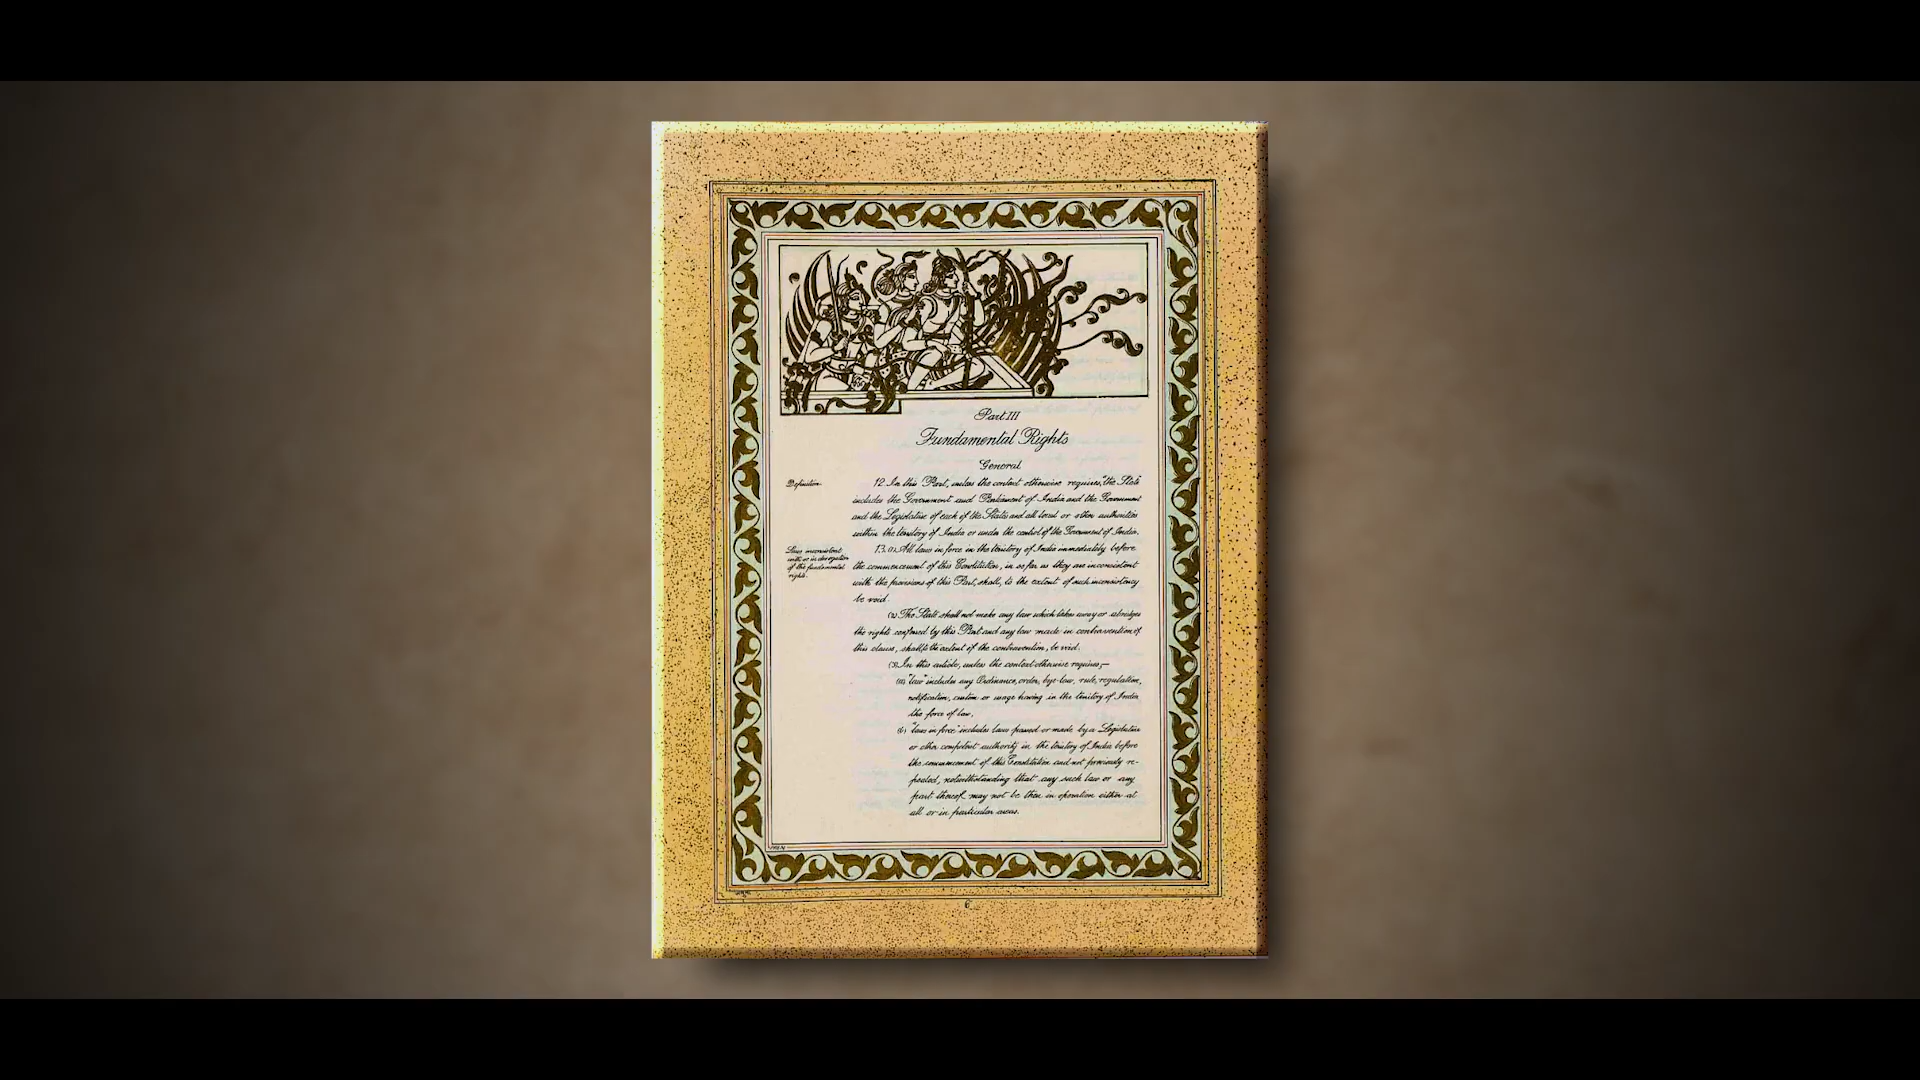 Part III
Fundamental Rights
General
Definition.
12. In this Part, unless the context otherwise requires, "the State"
includes the Government and Parliament of India and the Government
and the Legislature of each of the States and all local or other authorities
within the territory of India or under the control of the Government of India.
Laws inconsistent
with or in derogation
of the fundamental
rights.
13. (1) All laws in force in the territory of India immediately before
the commencement of this Constitution, in so far as they are inconsistent
with the provisions of this Part, shall, to the extent of such inconsistency
be void.
(2) The State shall not make any law which takes away or abridges
the rights conferred by this Part and any law made in contravention of
this clause, shall, to the extent of the contravention, be void.
(3) In this article, unless the context otherwise requires,—
(a) "law" includes any Ordinance, order, bye-law, rule, regulation,
notification, custom or usage having in the territory of India
the force of law;
(b) "laws in force" includes laws passed or made by a Legislature
or other competent authority in the territory of India before
the commencement of this Constitution and not previously re-
pealed, notwithstanding that any such law or any
part thereof may not be then in operation either at
all or in particular areas.
6